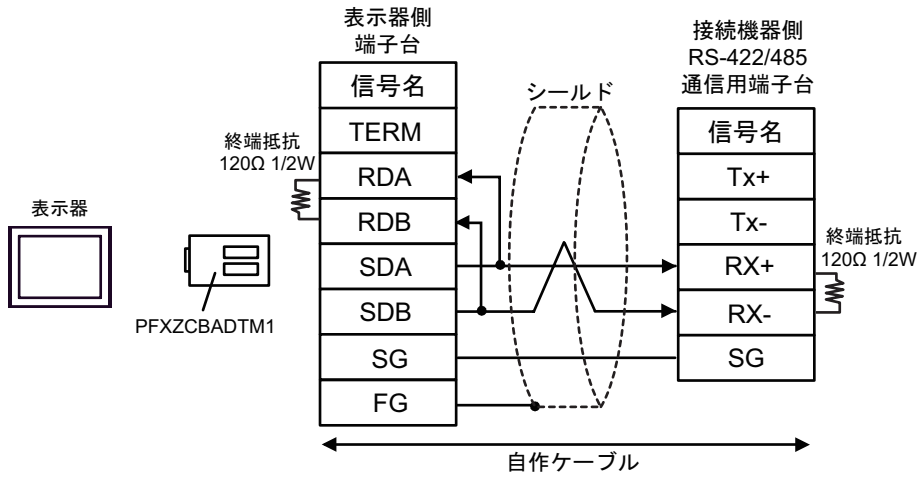 表示器側
端子台
接続機器側
RS-422/485
通信用端子台
信号名
TERM
RDA
RDB
SDA
SDB
SG
FG
シールド
信号名
Tx+
Tx-
RX+
RX-
SG
終端抵抗
120Ω 1/2W
終端抵抗
120Ω 1/2W
表示器
PFXZCBADTM1
自作ケーブル